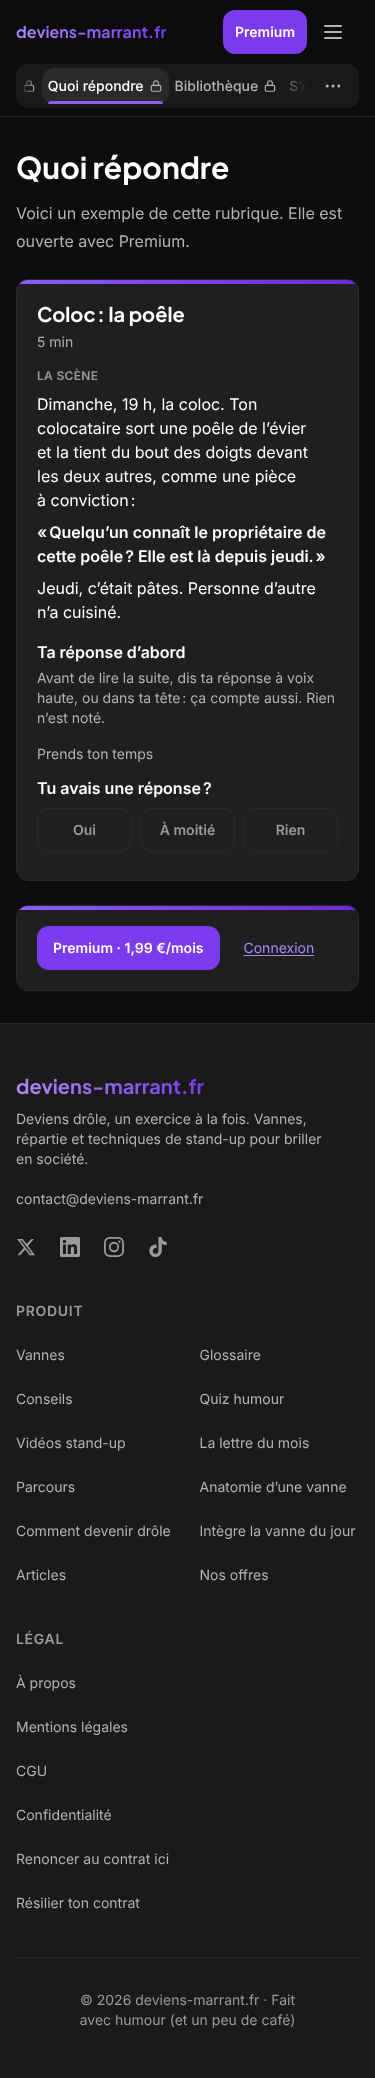 deviens-marrant.fr
Premium
Quoi répondre
Bibliothèque
Quoi répondre
Voici un exemple de cette rubrique. Elle est
ouverte avec Premium.
Coloc : la poêle
5 min
LA SCÈNE
Dimanche, 19 h, la coloc. Ton
colocataire sort une poêle de l’évier
et la tient du bout des doigts devant
les deux autres, comme une pièce
à conviction :
« Quelqu’un connaît le propriétaire de
cette poêle ? Elle est là depuis jeudi. »
Jeudi, c’était pâtes. Personne d’autre
n’a cuisiné.
Ta réponse d’abord
Avant de lire la suite, dis ta réponse à voix
haute, ou dans ta tête : ça compte aussi. Rien
n’est noté.
Prends ton temps
Tu avais une réponse ?
Oui
À moitié
Rien
Premium · 1,99 €/mois
Connexion
deviens-marrant.fr
Deviens drôle, un exercice à la fois. Vannes,
répartie et techniques de stand-up pour briller
en société.
contact@deviens-marrant.fr
PRODUIT
Vannes
Glossaire
Conseils
Quiz humour
Vidéos stand-up
La lettre du mois
Parcours
Anatomie d’une vanne
Comment devenir drôle
Intègre la vanne du jour
Articles
Nos offres
LÉGAL
À propos
Mentions légales
CGU
Confidentialité
Renoncer au contrat ici
Résilier ton contrat
© 2026 deviens-marrant.fr · Fait
avec humour (et un peu de café)